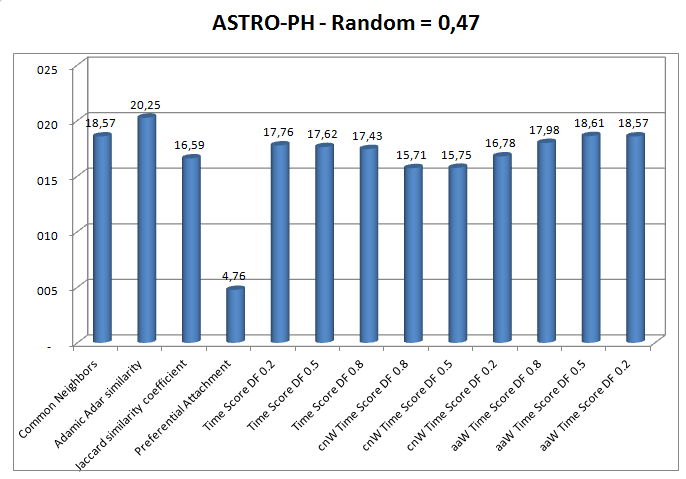 ASTRO-PH - Random = 0,47
025
020
015
010
005
-
18,57
20,25
16,59
4,76
17,76
17,62
17,43
15,71
15,75
16,78
17,98
18,61
18,57
Common Neighbors
Adamic Adar similarity
Jaccard similarity coefficient
Preferential Attachment
Time Score DF 0.2
Time Score DF 0.5
Time Score DF 0.8
cnW Time Score DF 0.8
cnW Time Score DF 0.5
cnW Time Score DF 0.2
aaW Time Score DF 0.8
aaW Time Score DF 0.5
aaW Time Score DF 0.2